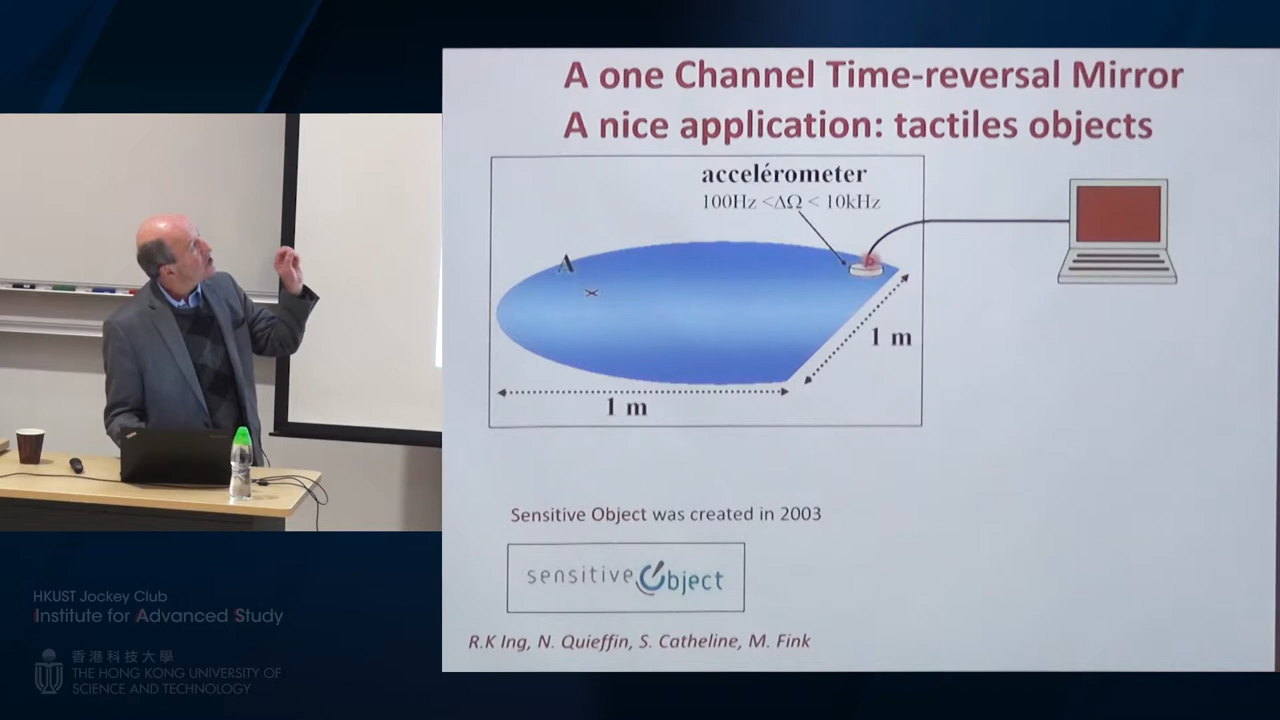 A one Channel Time-reversal Mirror
A nice application: tactiles objects
accelérometer
100Hz <ΔΩ < 10kHz
A
1 m
1 m
Sensitive Object was created in 2003
sensitive Object
R.K Ing, N. Quieffin, S. Catheline, M. Fink
HKUST Jockey Club
Institute for Advanced Study
香港科技大學
THE HONG KONG UNIVERSITY OF
SCIENCE AND TECHNOLOGY